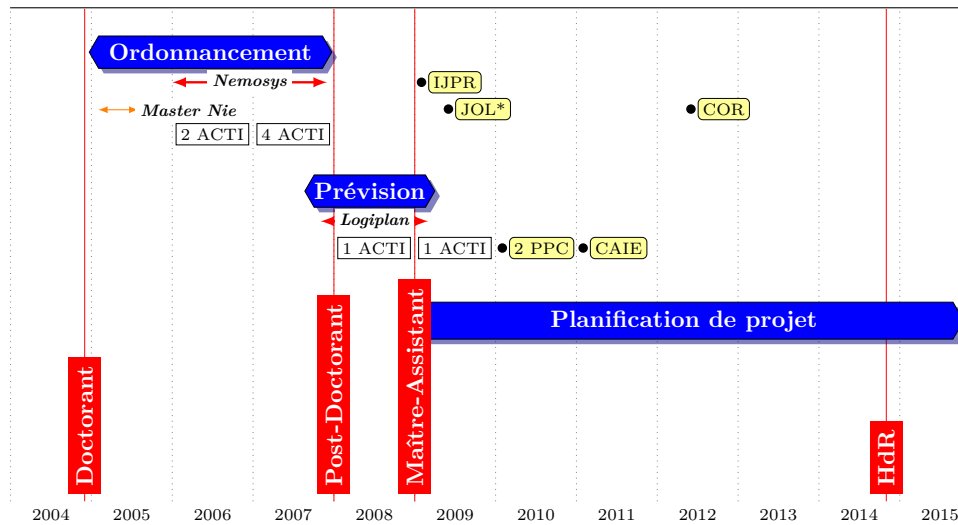 Ordonnancement
Nemosys
IJPR
Master Nie
JOL*
COR
2 ACTI
4 ACTI
Prévision
Logiplan
1 ACTI
1 ACTI
2 PPC
CAIE
Planification de projet
Doctorant
Post-Doctorant
Maître-Assistant
HdR
2004 2005 2006 2007 2008 2009 2010 2011 2012 2013 2014 2015